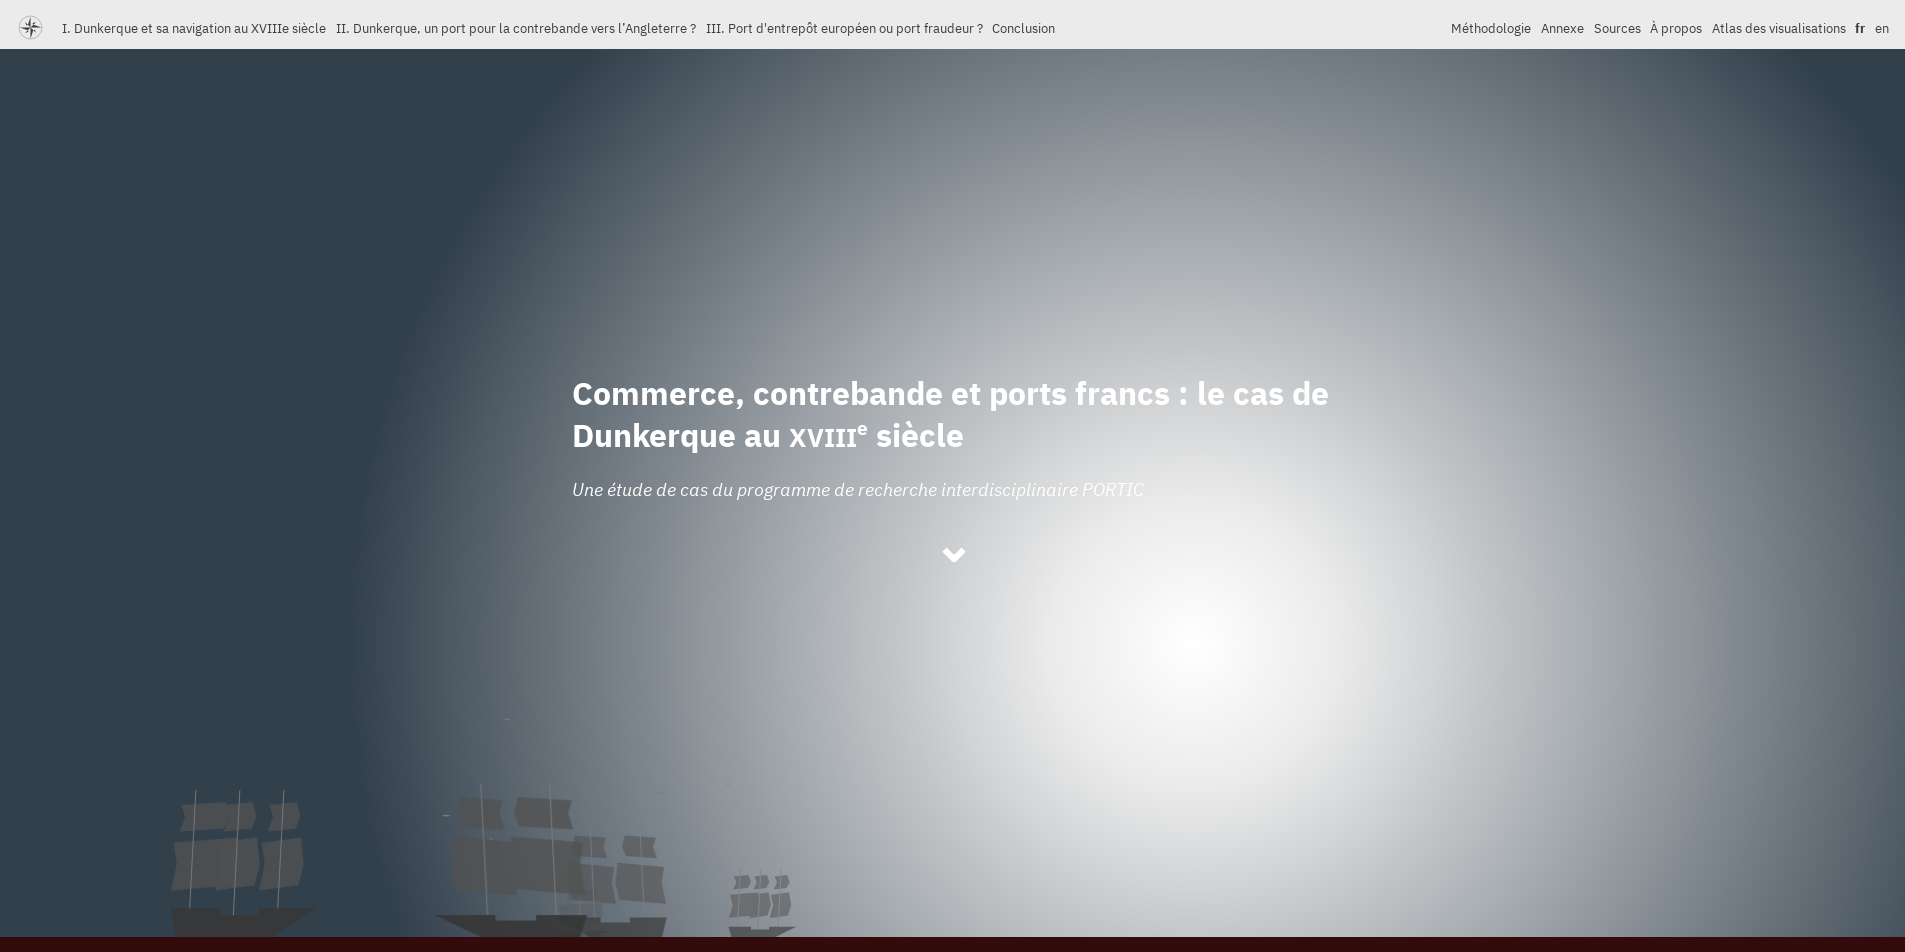 I. Dunkerque et sa navigation au XVIIIe siècle II. Dunkerque, un port pour la contrebande vers l’Angleterre ? III. Port d'entrepôt européen ou port fraudeur ? Conclusion Méthodologie Annexe Sources À propos Atlas des visualisations fr en
Commerce, contrebande et ports francs : le cas de
Dunkerque au XVIIIe siècle
Une étude de cas du programme de recherche interdisciplinaire PORTIC